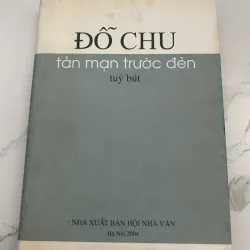 ĐỖ CHU
tản mạn trước đèn
tuỳ bút
NHÀ XUẤT BẢN HỘI NHÀ VĂN
Hà Nội 2004